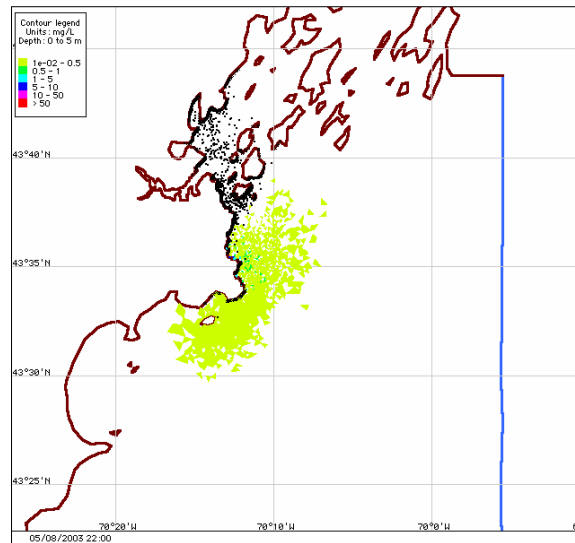 Contour legend
Units : mg/L
Depth: 0 to 5 m
1e-02 - 0.5
0.5 - 1
1 - 5
5 - 10
10 - 50
> 50
43°40' N
43°35' N
43°30' N
43°25' N
70°20' W
70°10' W
70°0' W
05/08/2003 22:00